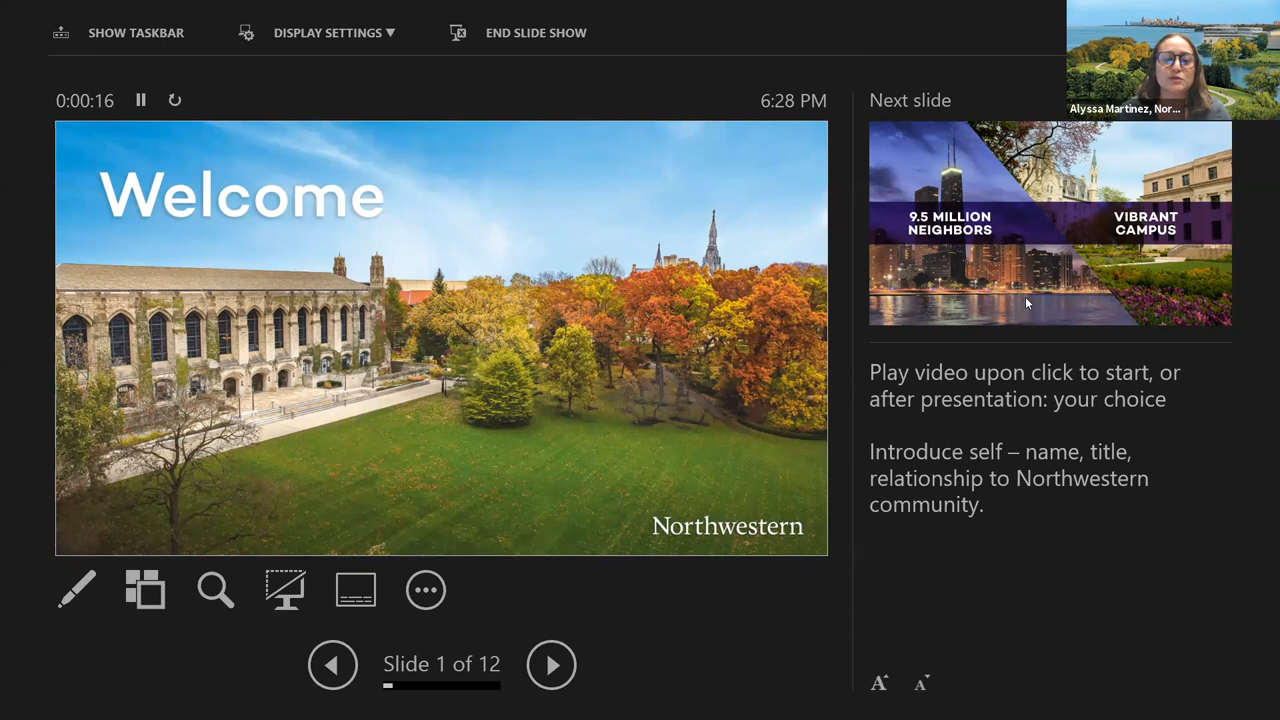 SHOW TASKBAR
DISPLAY SETTINGS ▼
END SLIDE SHOW
Alyssa Martinez, Nor...
0:00:16
6:28 PM
Next slide
Welcome
Northwestern
9.5 MILLION
NEIGHBORS
VIBRANT
CAMPUS
Play video upon click to start, or
after presentation: your choice
Introduce self – name, title,
relationship to Northwestern
community.
Slide 1 of 12
A
A